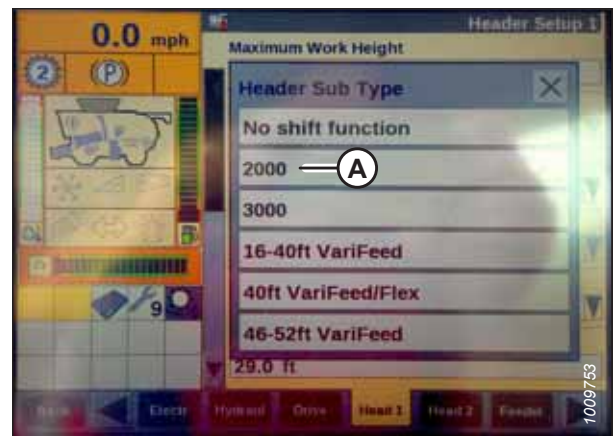 0.0 mph
Header Setup 1
2
(P)
Maximum Work Height
Header Sub Type
No shift function
2000
A
3000
16-40ft VariFeed
40ft VariFeed/Flex
46-52ft VariFeed
9
29.0 ft
Back
Electr
Hydraul
Drive
Head 1
Head 2
Feeder
1009753